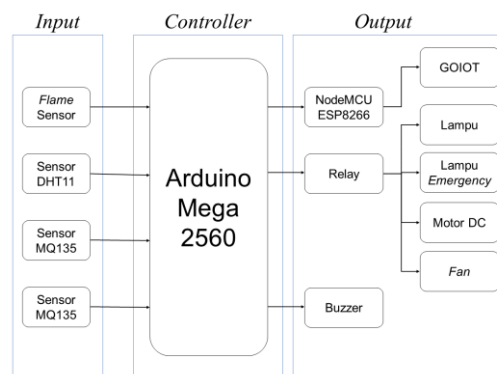 Input
Controller
Output
Flame
Sensor
Sensor
DHT11
Sensor
MQ135
Sensor
MQ135
Arduino
Mega
2560
NodeMCU
ESP8266
Relay
Buzzer
GOIOT
Lampu
Lampu
Emergency
Motor DC
Fan